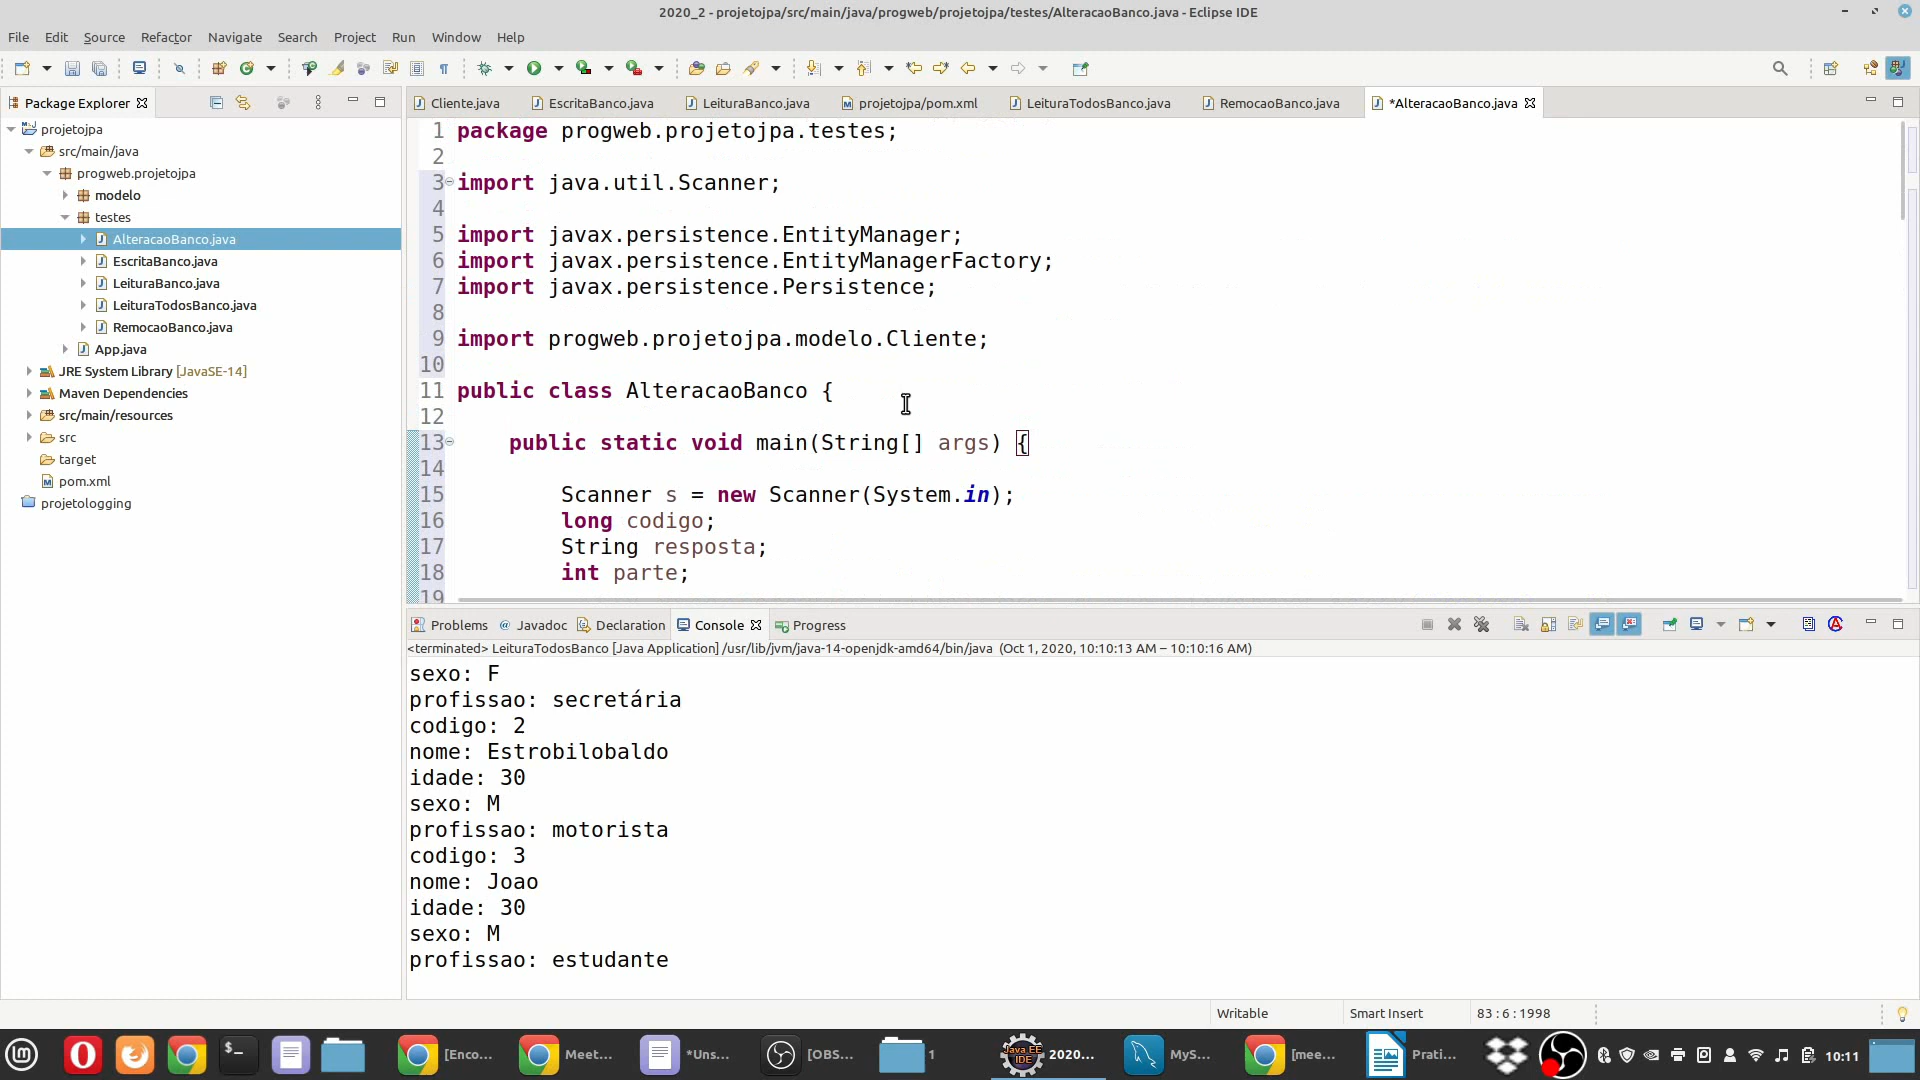 2020_2 - projetojpa/src/main/java/progweb/projetojpa/testes/AlteracaoBanco.java - Eclipse IDE
File Edit Source Refactor Navigate Search Project Run Window Help
Package Explorer
Cliente.java EscritaBanco.java LeituraBanco.java projetojpa/pom.xml LeituraTodosBanco.java RemocaoBanco.java *AlteracaoBanco.java
projetojpa
src/main/java
progweb.projetojpa
modelo
testes
AlteracaoBanco.java
EscritaBanco.java
LeituraBanco.java
LeituraTodosBanco.java
RemocaoBanco.java
App.java
JRE System Library [JavaSE-14]
Maven Dependencies
src/main/resources
src
target
pom.xml
projetologging
1 package progweb.projetojpa.testes;
2
3 import java.util.Scanner;
4
5 import javax.persistence.EntityManager;
6 import javax.persistence.EntityManagerFactory;
7 import javax.persistence.Persistence;
8
9 import progweb.projetojpa.modelo.Cliente;
10
11 public class AlteracaoBanco {
12
13 public static void main(String[] args) {
14
15 Scanner s = new Scanner(System.in);
16 long codigo;
17 String resposta;
18 int parte;
19
Problems Javadoc Declaration Console Progress
<terminated> LeituraTodosBanco [Java Application] /usr/lib/jvm/java-14-openjdk-amd64/bin/java (Oct 1, 2020, 10:10:13 AM – 10:10:16 AM)
sexo: F
profissao: secretária
codigo: 2
nome: Estrobilobaldo
idade: 30
sexo: M
profissao: motorista
codigo: 3
nome: Joao
idade: 30
sexo: M
profissao: estudante
Writable Smart Insert 83 : 6 : 1998
[Enco... Meet... *Uns... [OBS... 1 2020... MyS... [mee... Prati... 10:11